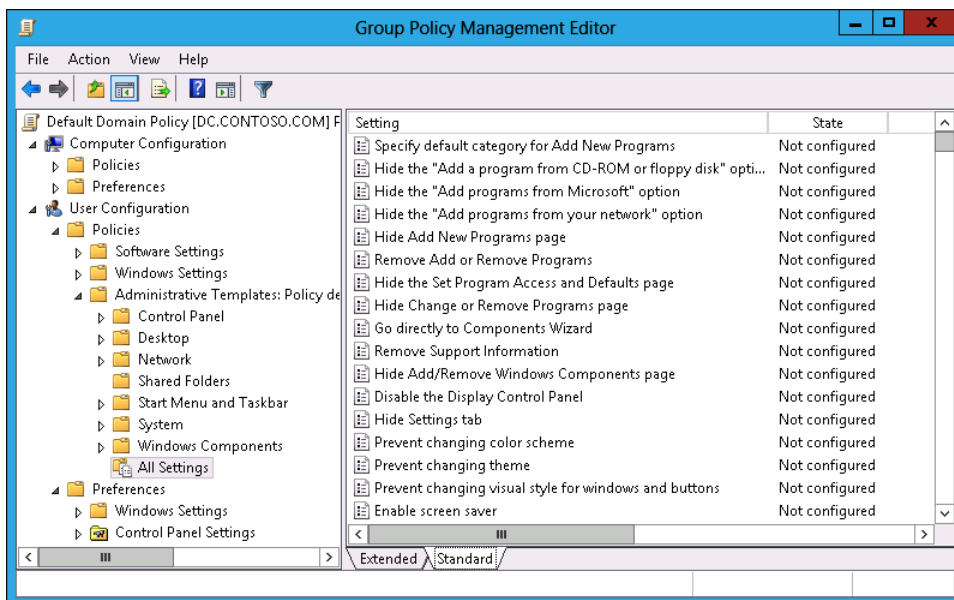 Group Policy Management Editor
File Action View Help
Default Domain Policy [DC.CONTOSO.COM] P
Computer Configuration
Policies
Preferences
User Configuration
Policies
Software Settings
Windows Settings
Administrative Templates: Policy de
Control Panel
Desktop
Network
Shared Folders
Start Menu and Taskbar
System
Windows Components
All Settings
Preferences
Windows Settings
Control Panel Settings
Setting State
Specify default category for Add New Programs Not configured
Hide the "Add a program from CD-ROM or floppy disk" opti... Not configured
Hide the "Add programs from Microsoft" option Not configured
Hide the "Add programs from your network" option Not configured
Hide Add New Programs page Not configured
Remove Add or Remove Programs Not configured
Hide the Set Program Access and Defaults page Not configured
Hide Change or Remove Programs page Not configured
Go directly to Components Wizard Not configured
Remove Support Information Not configured
Hide Add/Remove Windows Components page Not configured
Disable the Display Control Panel Not configured
Hide Settings tab Not configured
Prevent changing color scheme Not configured
Prevent changing theme Not configured
Prevent changing visual style for windows and buttons Not configured
Enable screen saver Not configured
Extended Standard